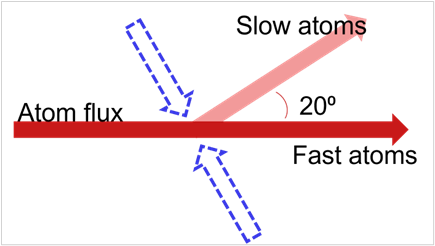 Slow atoms
20º
Atom flux
Fast atoms